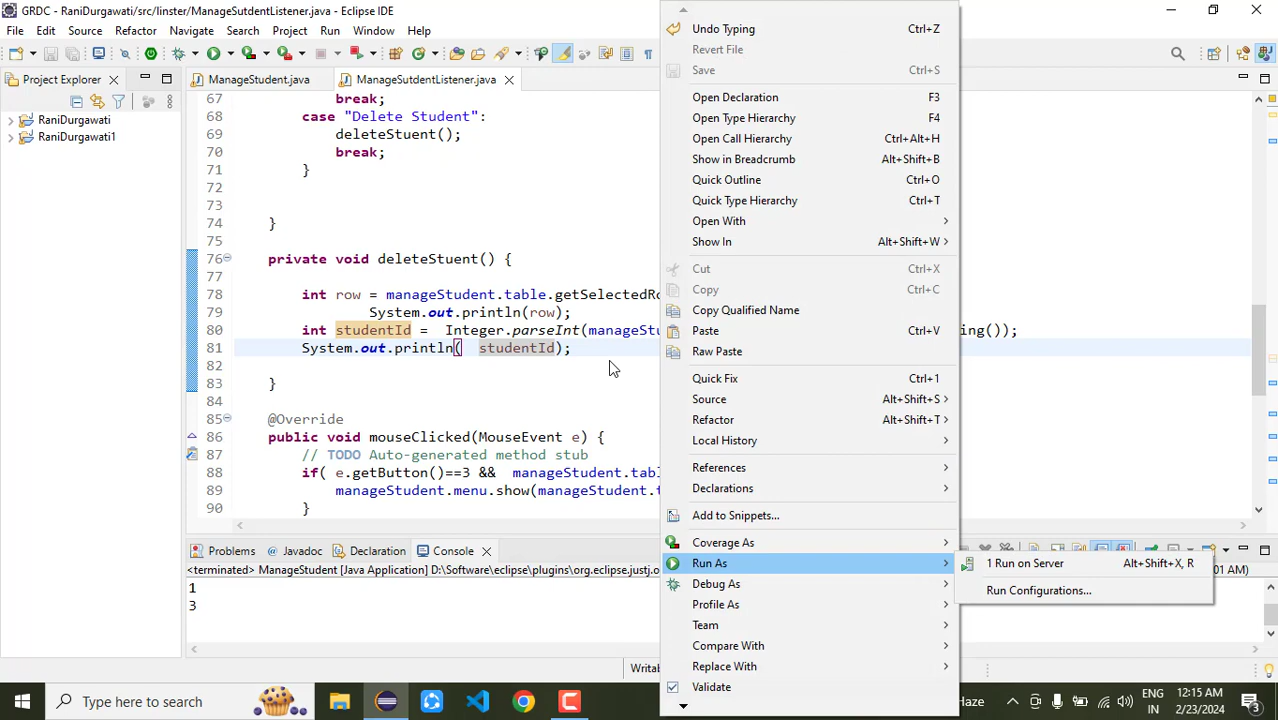 GRDC - RaniDurgawati/src/linster/ManageSutdentListener.java - Eclipse IDE
File Edit Source Refactor Navigate Search Project Run Window Help
Project Explorer
RaniDurgawati
RaniDurgawati1
ManageStudent.java
ManageSutdentListener.java
67 break;
68 case "Delete Student":
69 deleteStuent();
70 break;
71 }
72
73
74 }
75
76 private void deleteStuent() {
77
78 int row = manageStudent.table.getSelectedRo
79 System.out.println(row);
80 int studentId = Integer.parseInt(manageStu ing());
81 System.out.println( studentId);
82
83 }
84
85 @Override
86 public void mouseClicked(MouseEvent e) {
87 // TODO Auto-generated method stub
88 if( e.getButton()==3 && manageStudent.tabl
89 manageStudent.menu.show(manageStudent.t
90 }
Problems Javadoc Declaration Console
<terminated> ManageStudent [Java Application] D:\Software\eclipse\plugins\org.eclipse.justj.o :01 AM)
1
3
Writab
Undo Typing Ctrl+Z
Revert File
Save Ctrl+S
Open Declaration F3
Open Type Hierarchy F4
Open Call Hierarchy Ctrl+Alt+H
Show in Breadcrumb Alt+Shift+B
Quick Outline Ctrl+O
Quick Type Hierarchy Ctrl+T
Open With
Show In Alt+Shift+W
Cut Ctrl+X
Copy Ctrl+C
Copy Qualified Name
Paste Ctrl+V
Raw Paste
Quick Fix Ctrl+1
Source Alt+Shift+S
Refactor Alt+Shift+T
Local History
References
Declarations
Add to Snippets...
Coverage As
Run As
Debug As
Profile As
Team
Compare With
Replace With
Validate
1 Run on Server Alt+Shift+X, R
Run Configurations...
Type here to search
Haze
ENG
IN
12:15 AM
2/23/2024
3